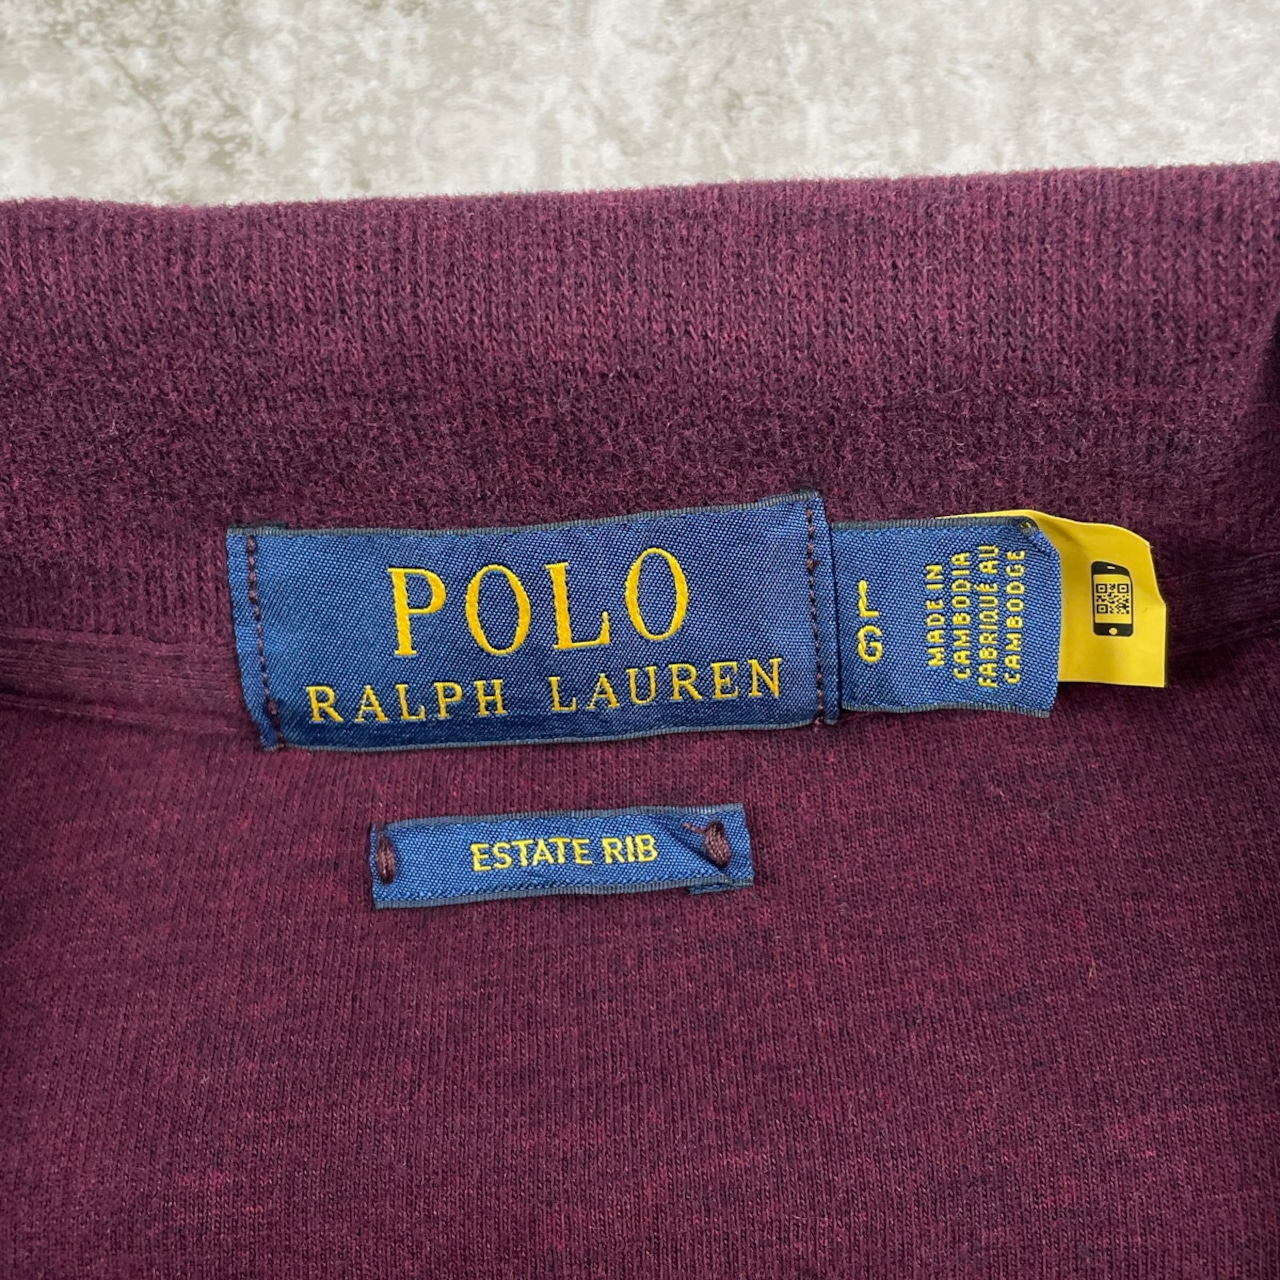 POLO
RALPH LAUREN
L
G
MADE IN
CAMBODIA
FABRIQUÉ AU
CAMBODGE
ESTATE RIB